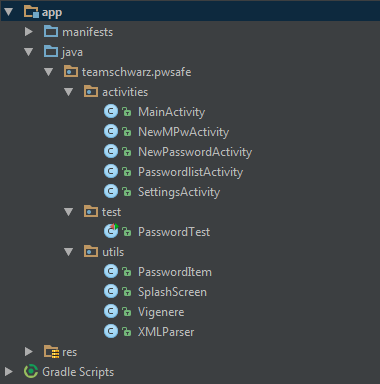 app
manifests
java
teamschwarz.pwsafe
activities
MainActivity
NewMPwActivity
NewPasswordActivity
PasswordlistActivity
SettingsActivity
test
PasswordTest
utils
PasswordItem
SplashScreen
Vigenere
XMLParser
res
Gradle Scripts